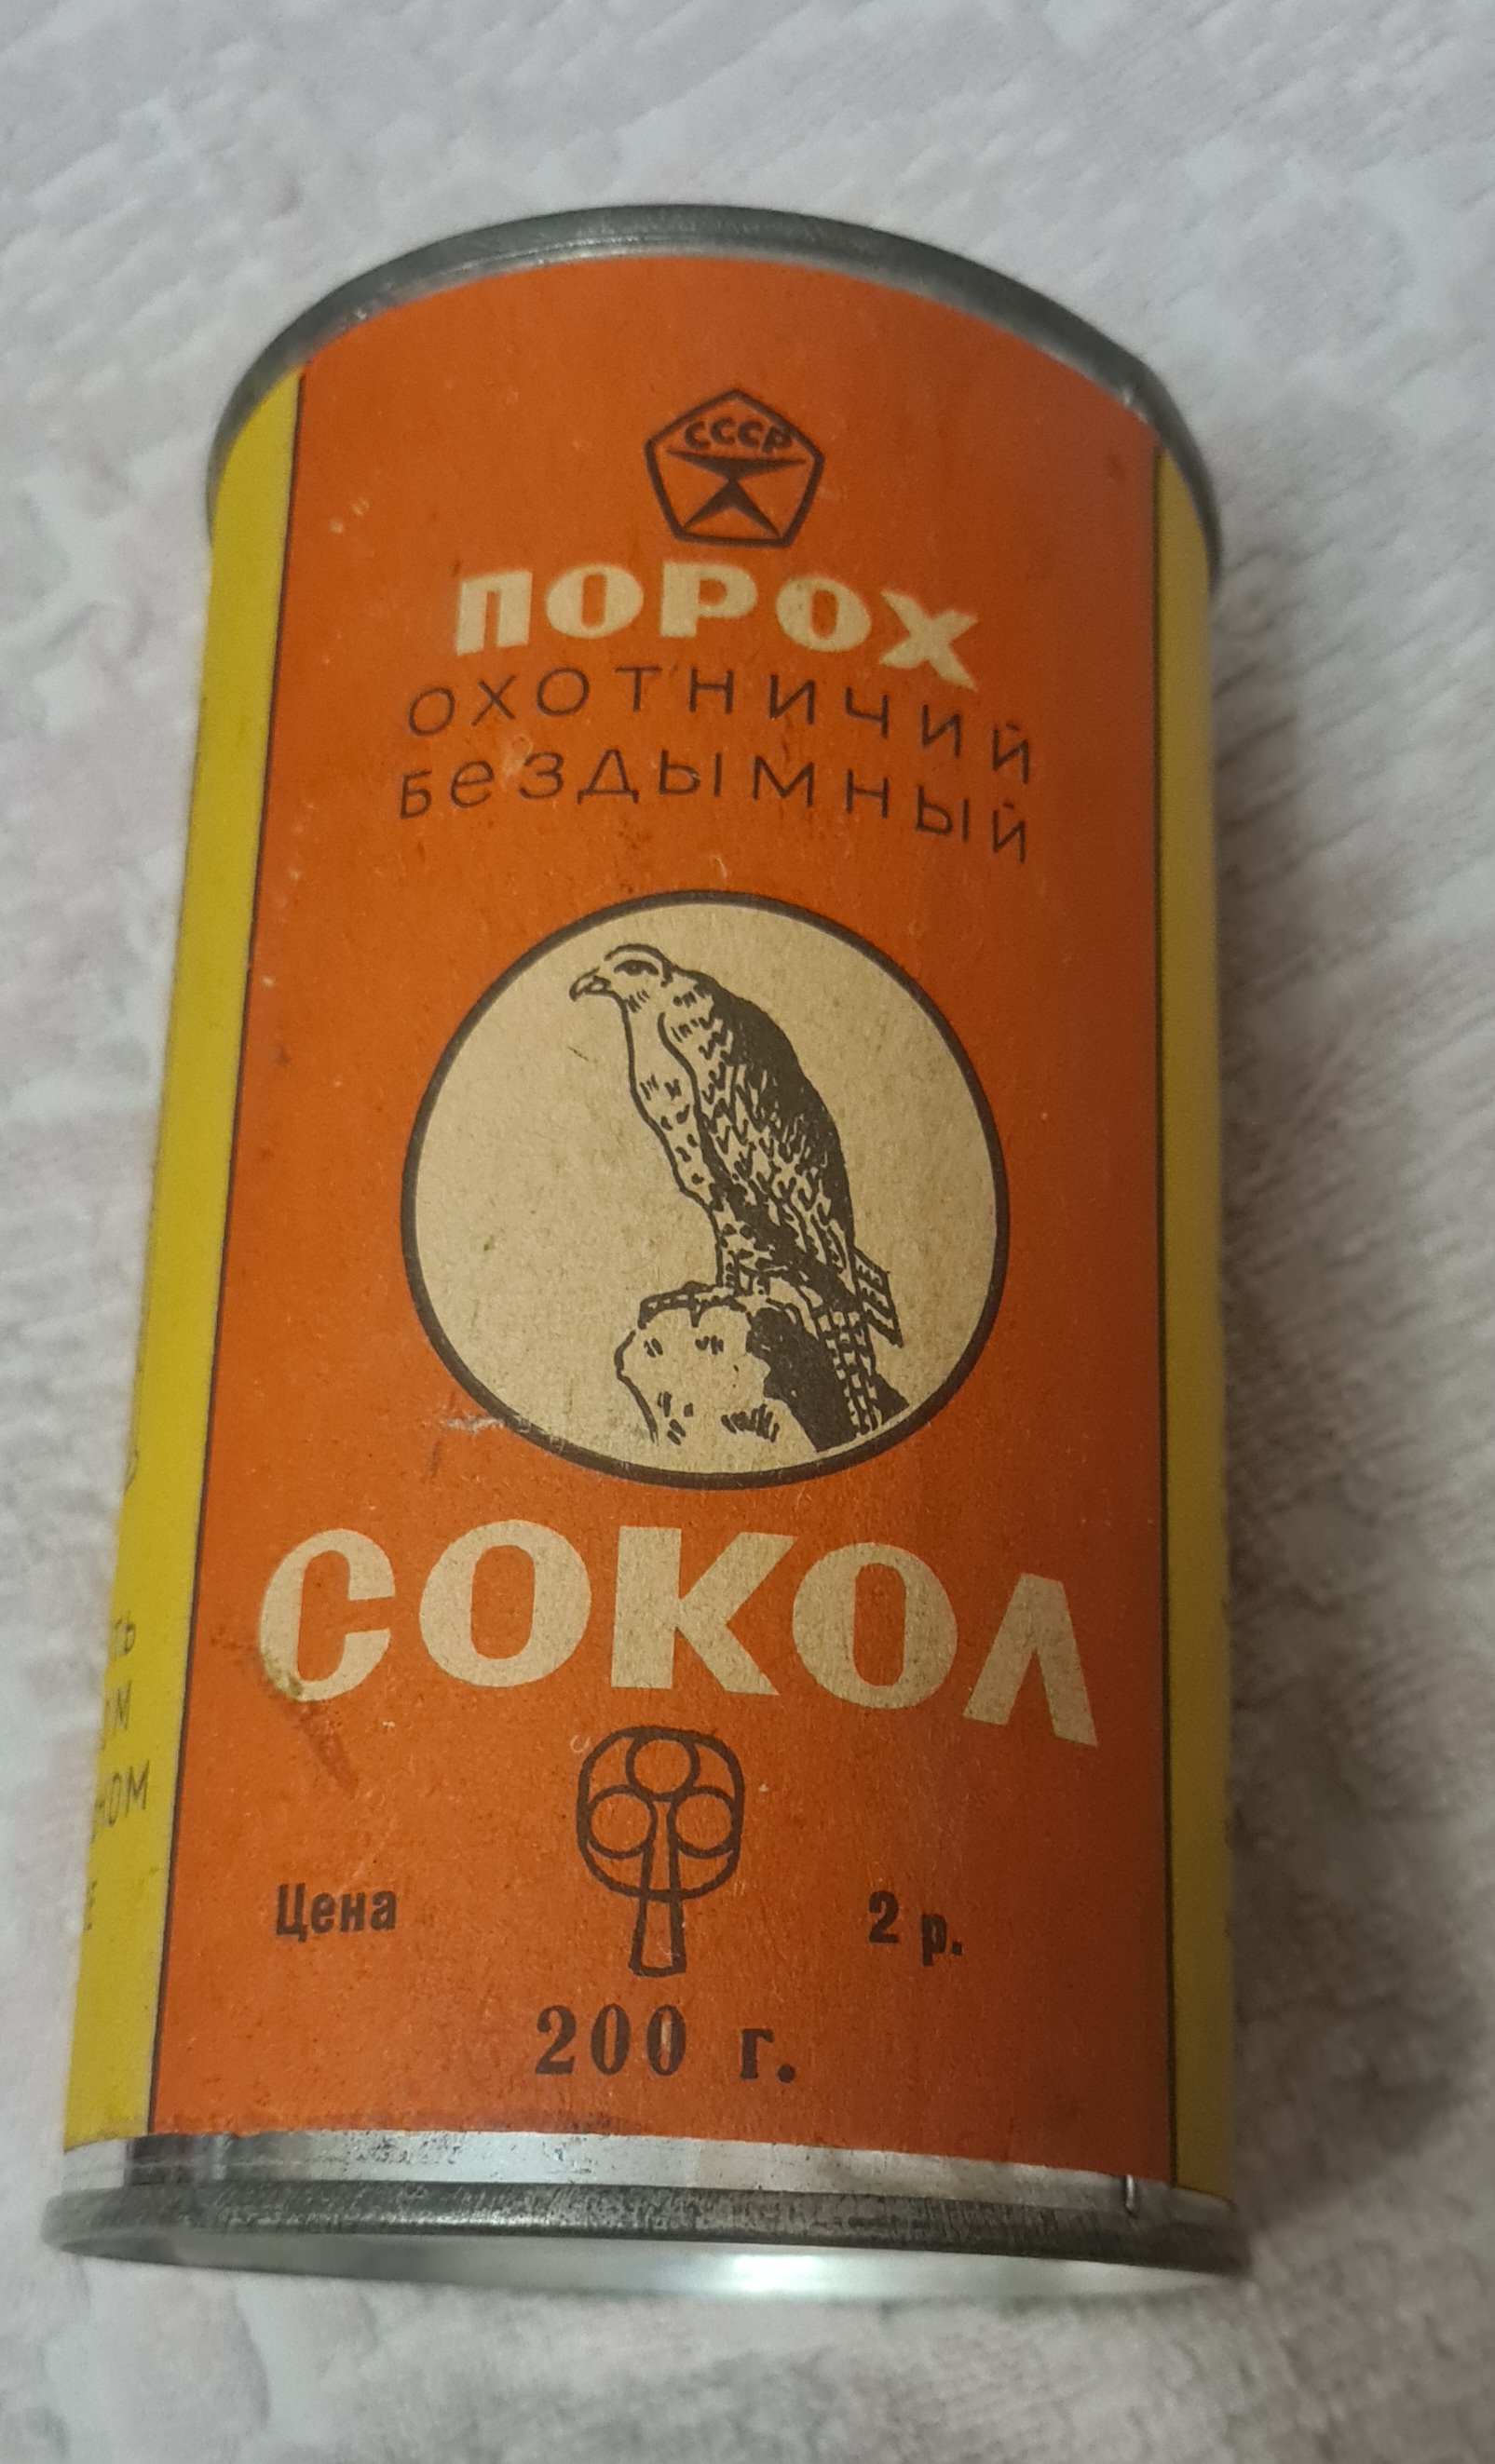 СССР
ПОРОХ
ОХОТНИЧИЙ
БеЗДЫМНЫЙ
СОКОЛ
Цена 2 р.
200 г.